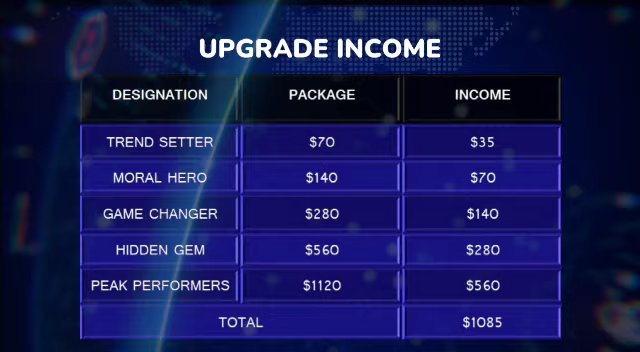 UPGRADE INCOME
DESIGNATION PACKAGE INCOME
TREND SETTER $70 $35
MORAL HERO $140 $70
GAME CHANGER $280 $140
HIDDEN GEM $560 $280
PEAK PERFORMERS $1120 $560
TOTAL $1085